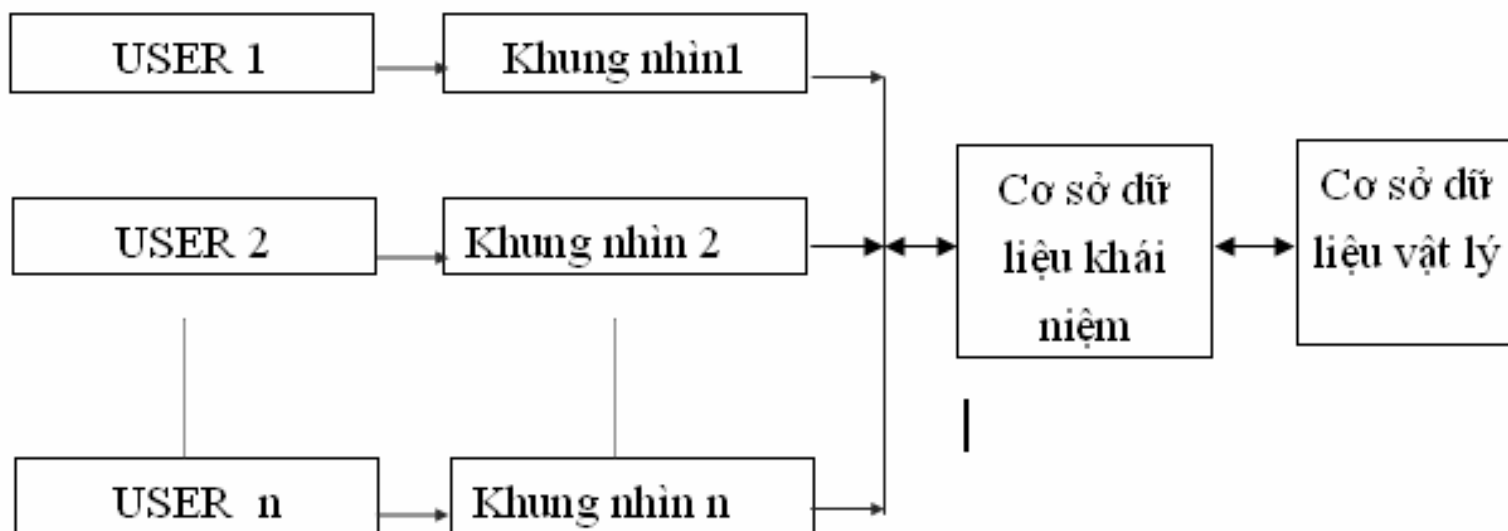 USER 1
Khung nhìn1
USER 2
Khung nhìn 2
USER n
Khung nhìn n
Cơ sở dữ
liệu khái
niệm
Cơ sở dữ
liệu vật lý